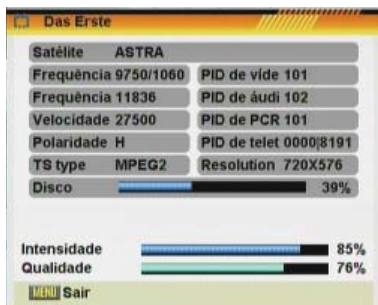 Das Erste
Satélite ASTRA
Frequência 9750/1060 PID de víde 101
Frequência 11836 PID de áudi 102
Velocidade 27500 PID de PCR 101
Polaridade H PID de telet 0000|8191
TS type MPEG2 Resolution 720X576
Disco 39%
Intensidade 85%
Qualidade 76%
MENU Sair